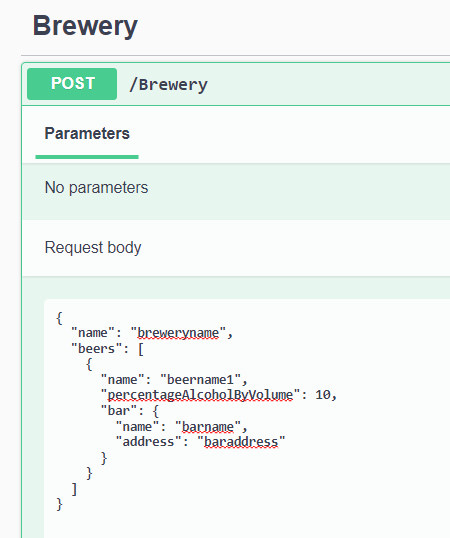 Brewery
POST /Brewery
Parameters
No parameters
Request body
{
  "name": "breweryname",
  "beers": [
    {
      "name": "beername1",
      "percentageAlcoholByVolume": 10,
      "bar": {
        "name": "barname",
        "address": "baraddress"
      }
    }
  ]
}